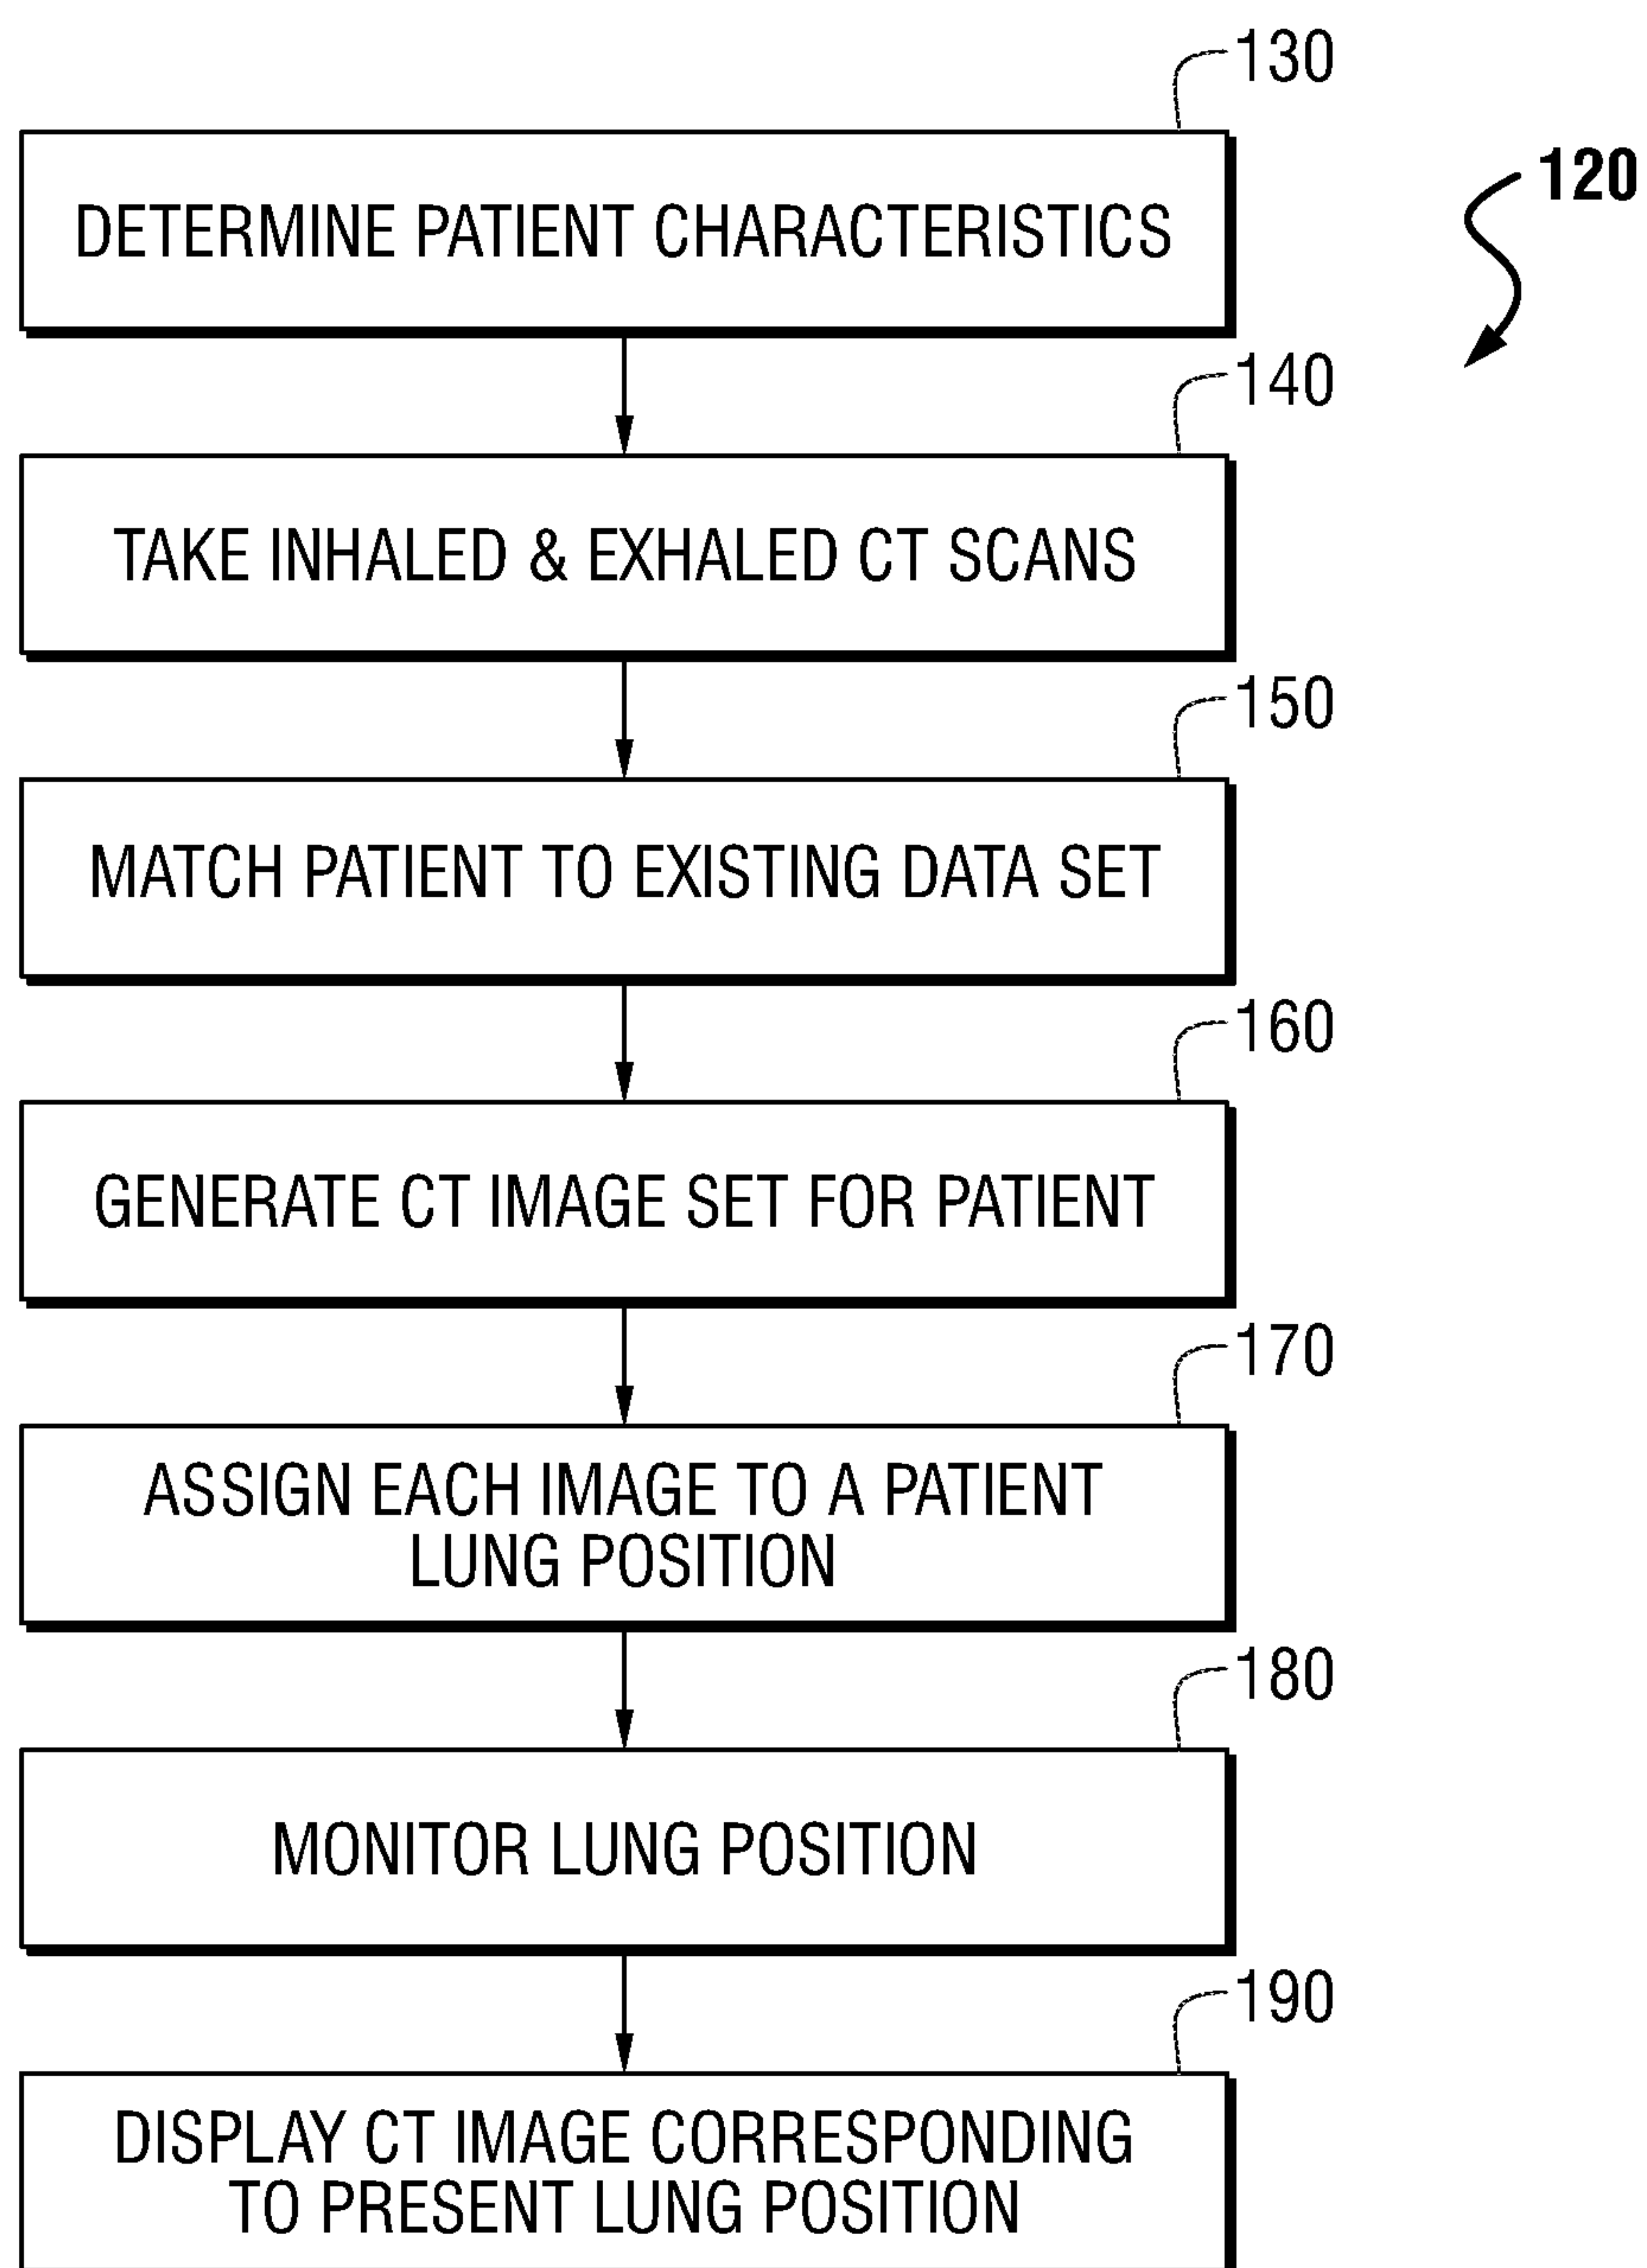 130
120
DETERMINE PATIENT CHARACTERISTICS
140
TAKE INHALED & EXHALED CT SCANS
150
MATCH PATIENT TO EXISTING DATA SET
160
GENERATE CT IMAGE SET FOR PATIENT
170
ASSIGN EACH IMAGE TO A PATIENT
LUNG POSITION
180
MONITOR LUNG POSITION
190
DISPLAY CT IMAGE CORRESPONDING
TO PRESENT LUNG POSITION